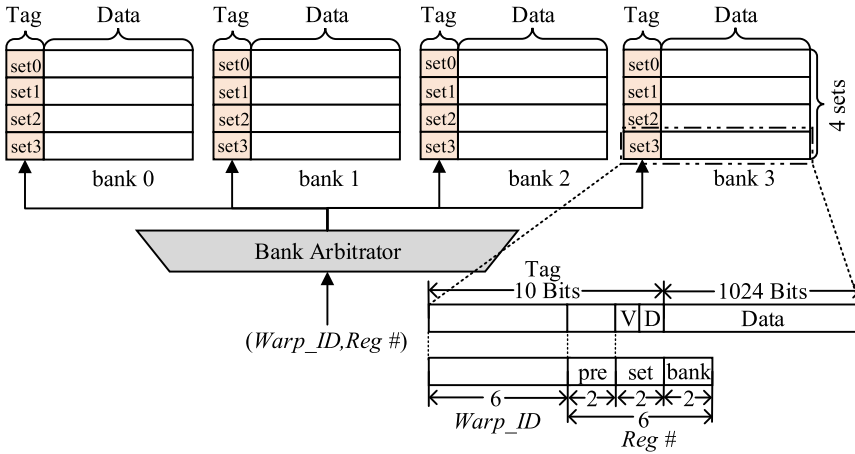 Tag Data Tag Data Tag Data Tag Data
set0 set0 set0 set0
set1 set1 set1 set1
set2 set2 set2 set2
set3 set3 set3 set3
4 sets
bank 0 bank 1 bank 2 bank 3
Bank Arbitrator
(Warp_ID,Reg #)
Tag
10 Bits 1024 Bits
V D Data
pre set bank
6 2 2 2
Warp_ID 6
Reg #